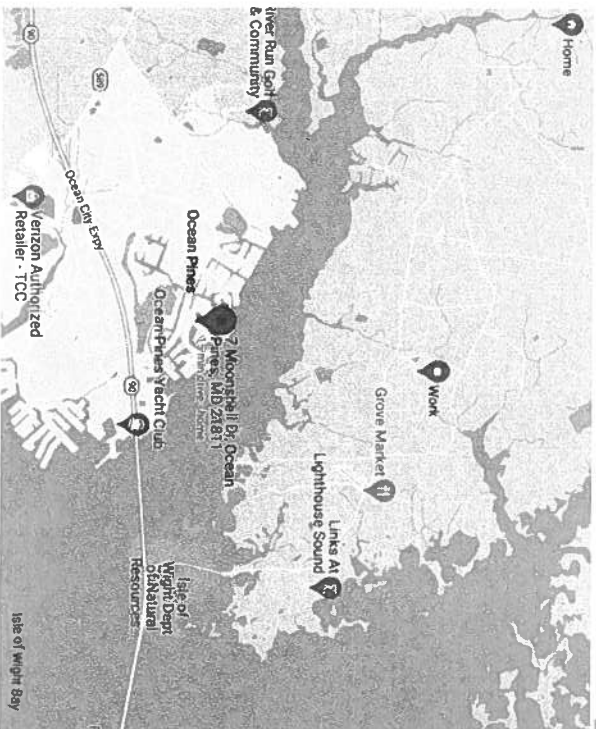 Home
Work
Grove Market
Links At
Lighthouse Sound
River Run Golf
& Community
7 Moonshell Dr, Ocean
Pines, MD 21811
Ocean Pines
Isle of
Wight Dept
of Natural
Resources
Ocean Pines Yacht Club
90
589
Ocean City Expy
Verizon Authorized
Retailer - TCC
90
Isle of Wight Bay